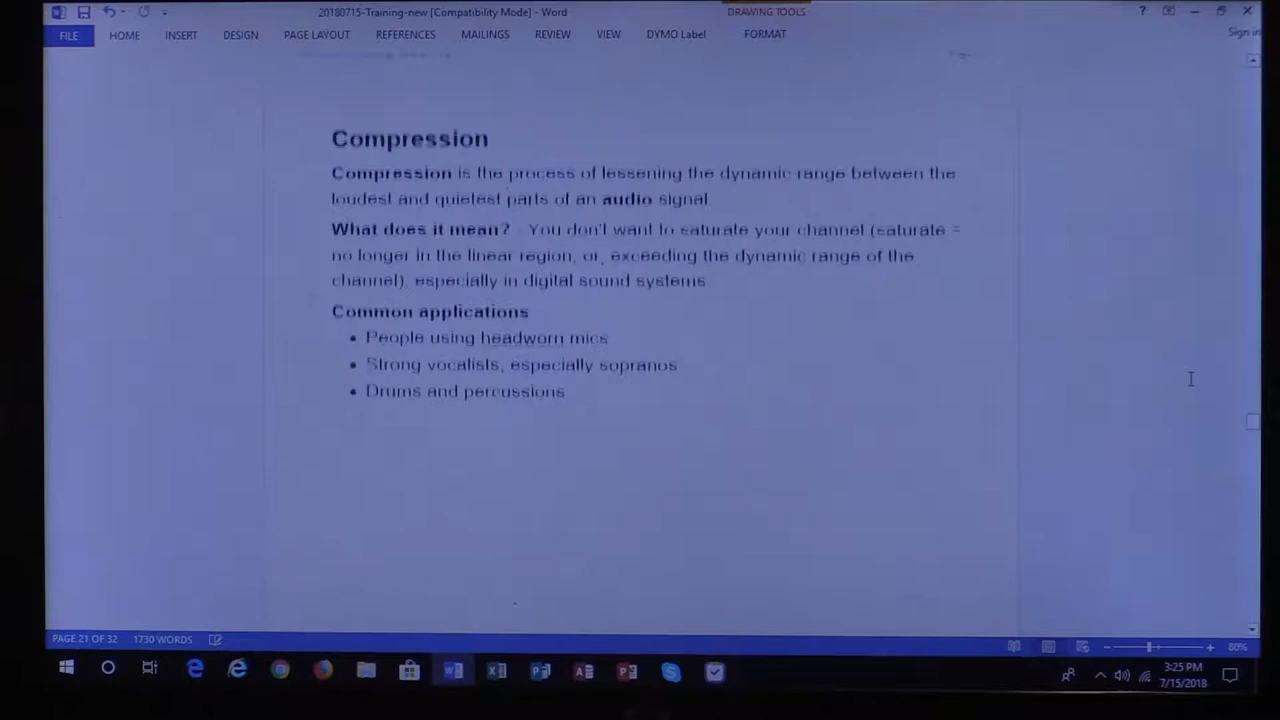 20180715-Training-new [Compatibility Mode] - Word
DRAWING TOOLS
?
FILE HOME INSERT DESIGN PAGE LAYOUT REFERENCES MAILINGS REVIEW VIEW DYMO Label FORMAT
Sign in
Compression
Compression is the process of lessening the dynamic range between the
loudest and quietest parts of an audio signal.
What does it mean? - You don't want to saturate your channel (saturate =
no longer in the linear region, or, exceeding the dynamic range of the
channel), especially in digital sound systems
Common applications
• People using headworn mics
• Strong vocalists, especially sopranos
• Drums and percussions
PAGE 21 OF 32 1730 WORDS
80%
3:25 PM
7/15/2018